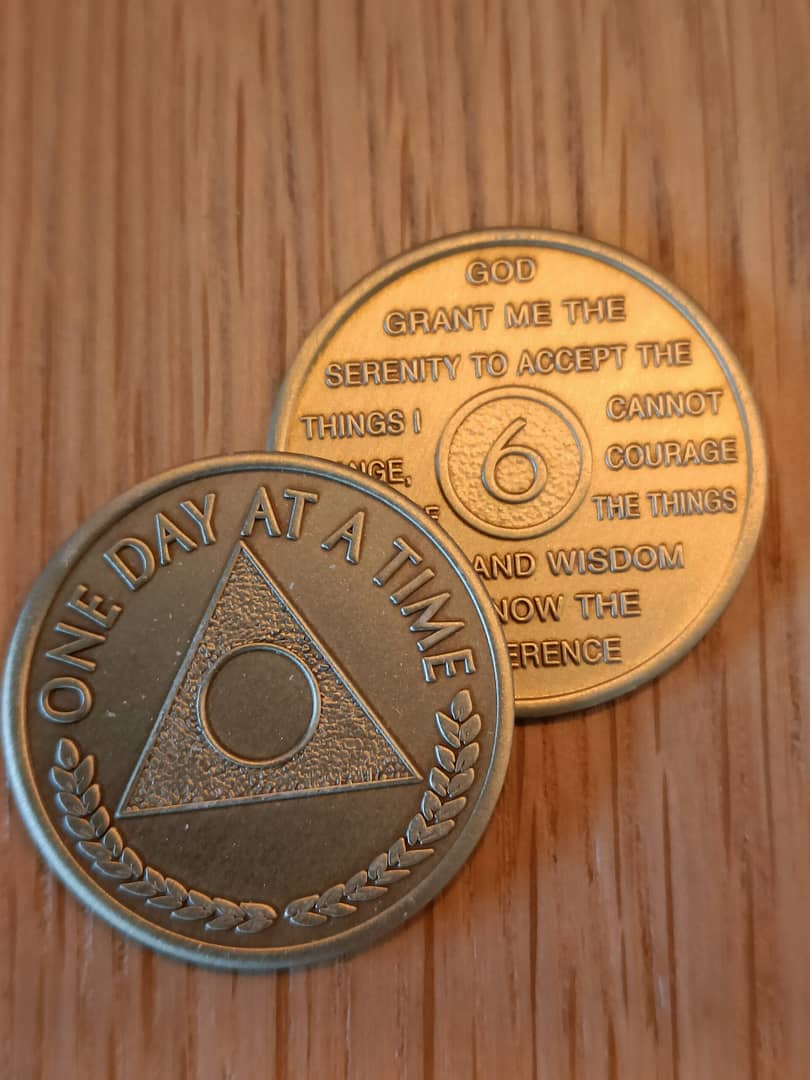 GOD
GRANT ME THE
SERENITY TO ACCEPT THE
THINGS I CANNOT
COURAGE
6
THE THINGS
AND WISDOM
THE
ONE DAY AT A TIME